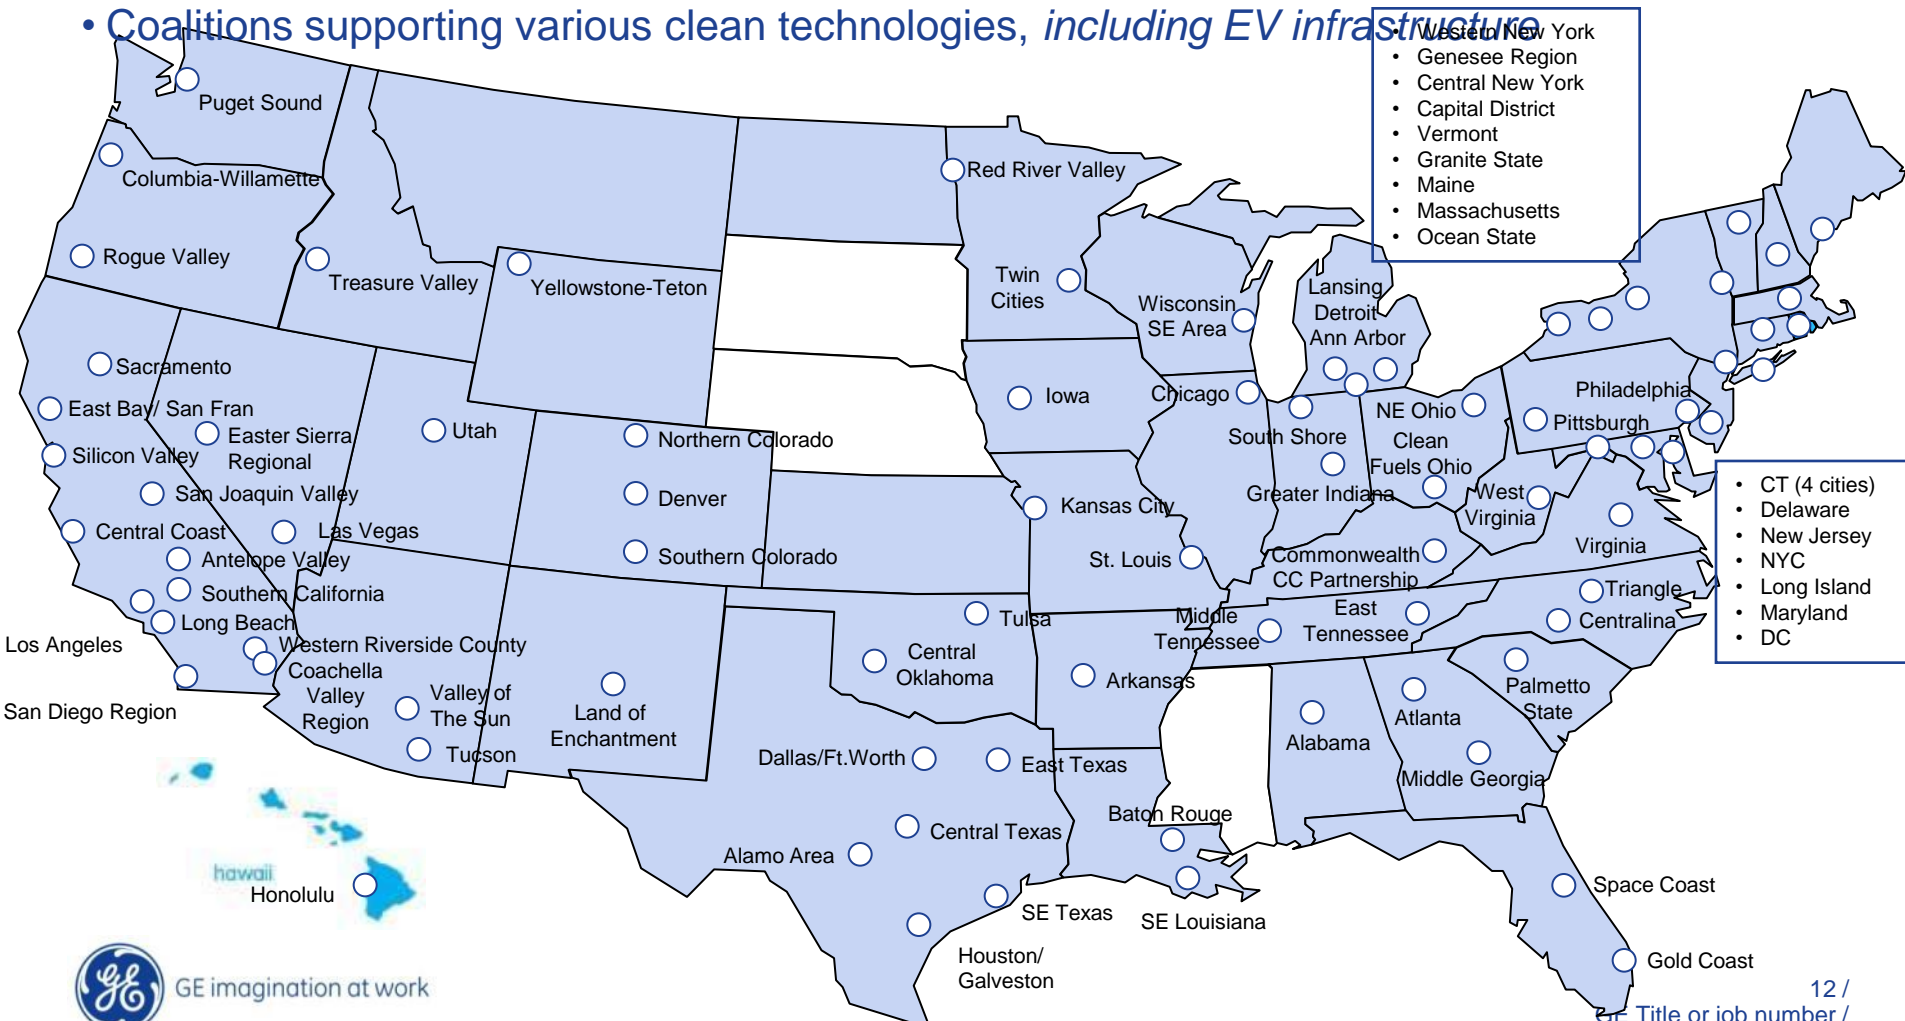 • Coalitions supporting various clean technologies, including EV infrastructure
• Western New York
• Genesee Region
• Central New York
• Capital District
• Vermont
• Granite State
• Maine
• Massachusetts
• Ocean State
Puget Sound
Columbia-Willamette
Rogue Valley
Treasure Valley
Yellowstone-Teton
Red River Valley
Twin
Cities
Wisconsin
SE Area
Lansing
Detroit
Ann Arbor
Sacramento
East Bay/ San Fran
Silicon Valley
Easter Sierra
Regional
Utah
Northern Colorado
Denver
Southern Colorado
Iowa
Chicago
South Shore
Greater Indiana
NE Ohio
Clean
Fuels Ohio
Philadelphia
Pittsburgh
West
Virginia
Virginia
San Joaquin Valley
Central Coast
Las Vegas
Antelope Valley
Southern California
Long Beach
Los Angeles
Western Riverside County
Coachella
Valley
Region
San Diego Region
Valley of
The Sun
Tucson
Land of
Enchantment
Kansas City
St. Louis
Commonwealth
CC Partnership
• CT (4 cities)
• Delaware
• New Jersey
• NYC
• Long Island
• Maryland
• DC
Tulsa
Central
Oklahoma
Arkansas
Middle
Tennessee
East
Tennessee
Triangle
Centralina
Palmetto
State
Atlanta
Alabama
Middle Georgia
Dallas/Ft.Worth
East Texas
Central Texas
Alamo Area
Baton Rouge
SE Texas
SE Louisiana
Houston/
Galveston
Space Coast
Gold Coast
hawaii
Honolulu
GE
GE imagination at work
12 /
GE Title or job number /